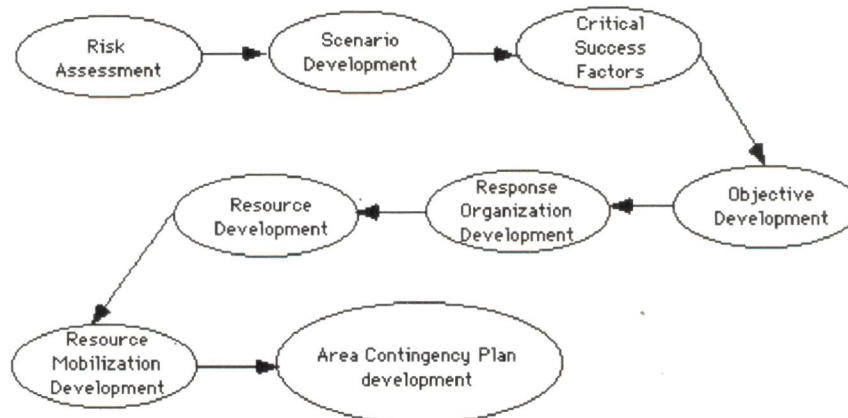 Risk
Assessment
Scenario
Development
Critical
Success
Factors
Objective
Development
Response
Organization
Development
Resource
Development
Resource
Mobilization
Development
Area Contingency Plan
development